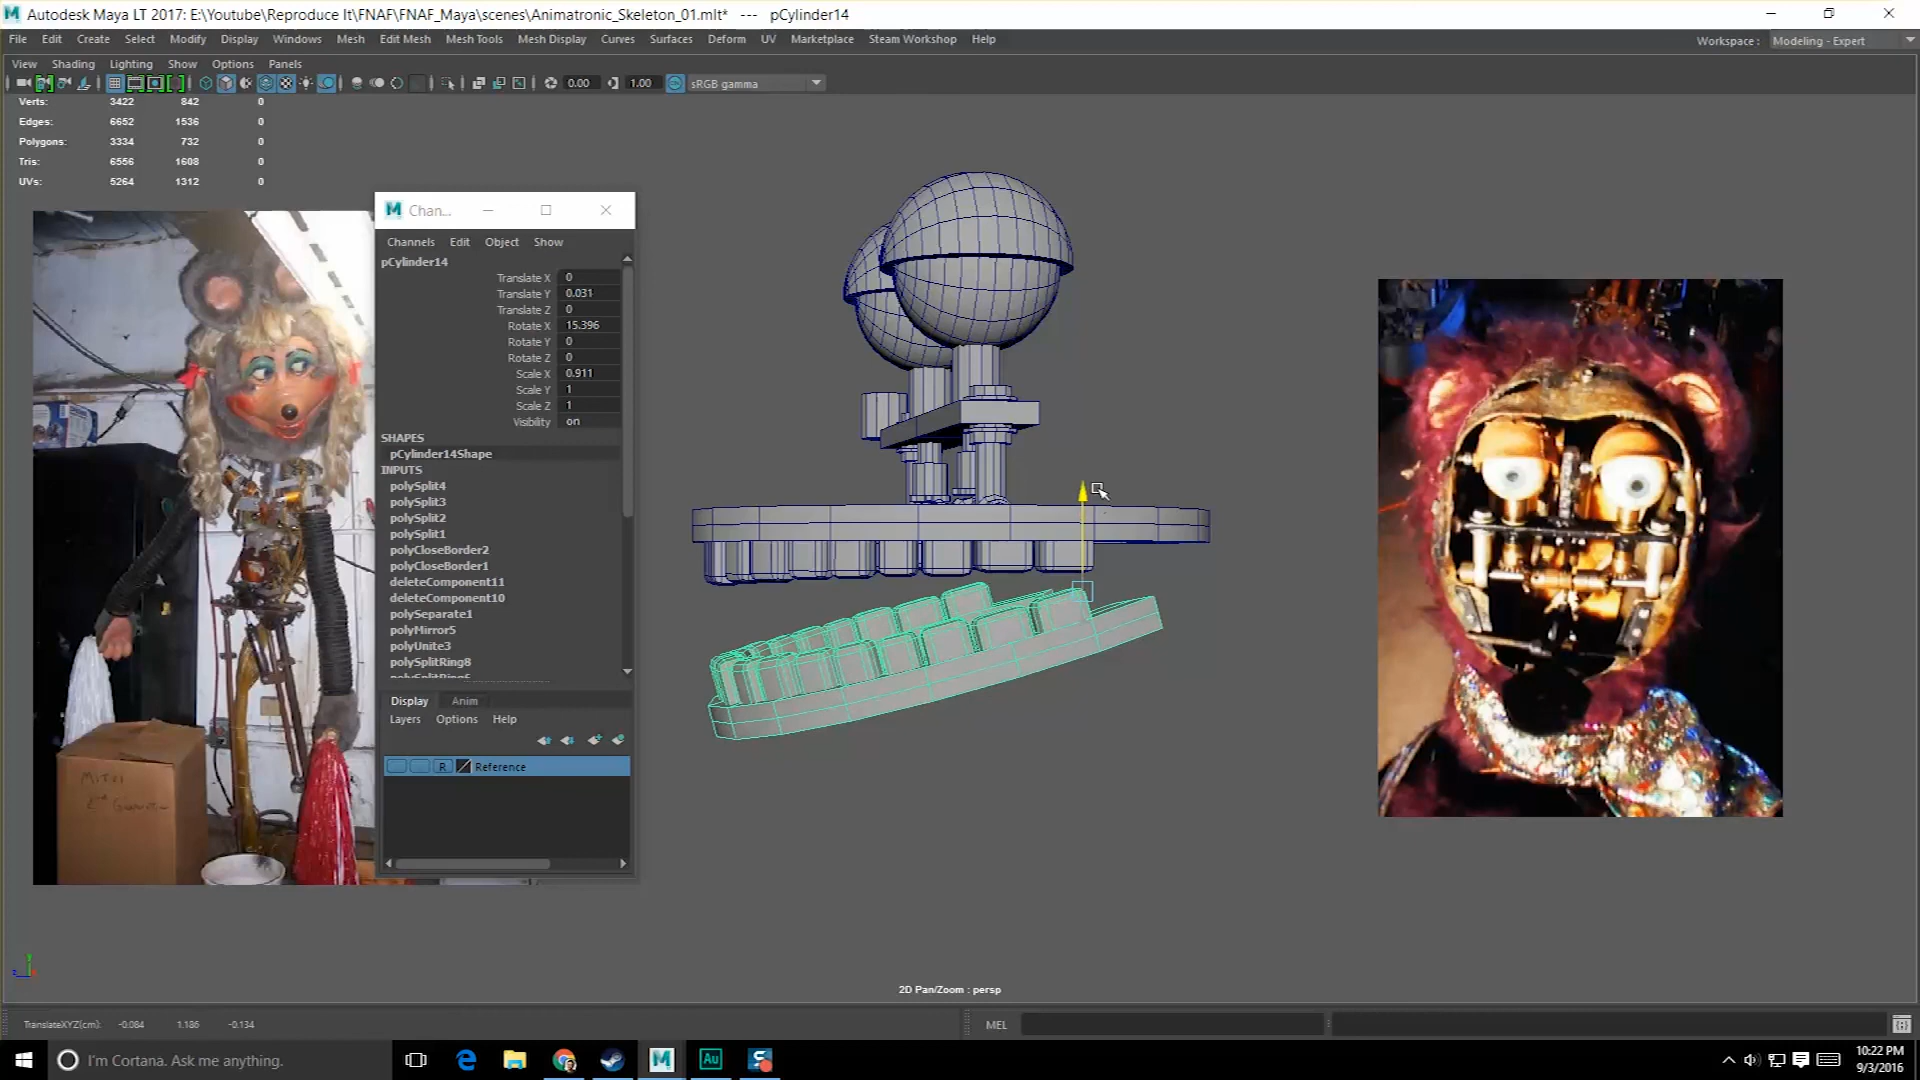 Autodesk Maya LT 2017: E:\Youtube\Reproduce It\FNAF\FNAF_Maya\scenes\Animatronic_Skeleton_01.mlt* --- pCylinder14
File Edit Create Select Modify Display Windows Mesh Edit Mesh Mesh Tools Mesh Display Curves Surfaces Deform UV Marketplace Steam Workshop Help Workspace : Modeling - Expert
View Shading Lighting Show Options Panels
0.00 1.00 sRGB gamma
Verts: 3422 842 0
Edges: 6652 1536 0
Polygons: 3334 732 0
Tris: 6556 1608 0
UVs: 5264 1312 0
Chan...
Channels Edit Object Show
pCylinder14
Translate X 0
Translate Y 0.031
Translate Z 0
Rotate X 15.396
Rotate Y 0
Rotate Z 0
Scale X 0.911
Scale Y 1
Scale Z 1
Visibility on
SHAPES
pCylinder14Shape
INPUTS
polySplit4
polySplit3
polySplit2
polySplit1
polyCloseBorder2
polyCloseBorder1
deleteComponent11
deleteComponent10
polySeparate1
polyMirror5
polyUnite3
polySplitRing8
Display Anim
Layers Options Help
R Reference
2D Pan/Zoom : persp
TranslateXYZ(cm): -0.084 1.186 -0.134
MEL
I'm Cortana. Ask me anything.
Au
10:22 PM
9/3/2016